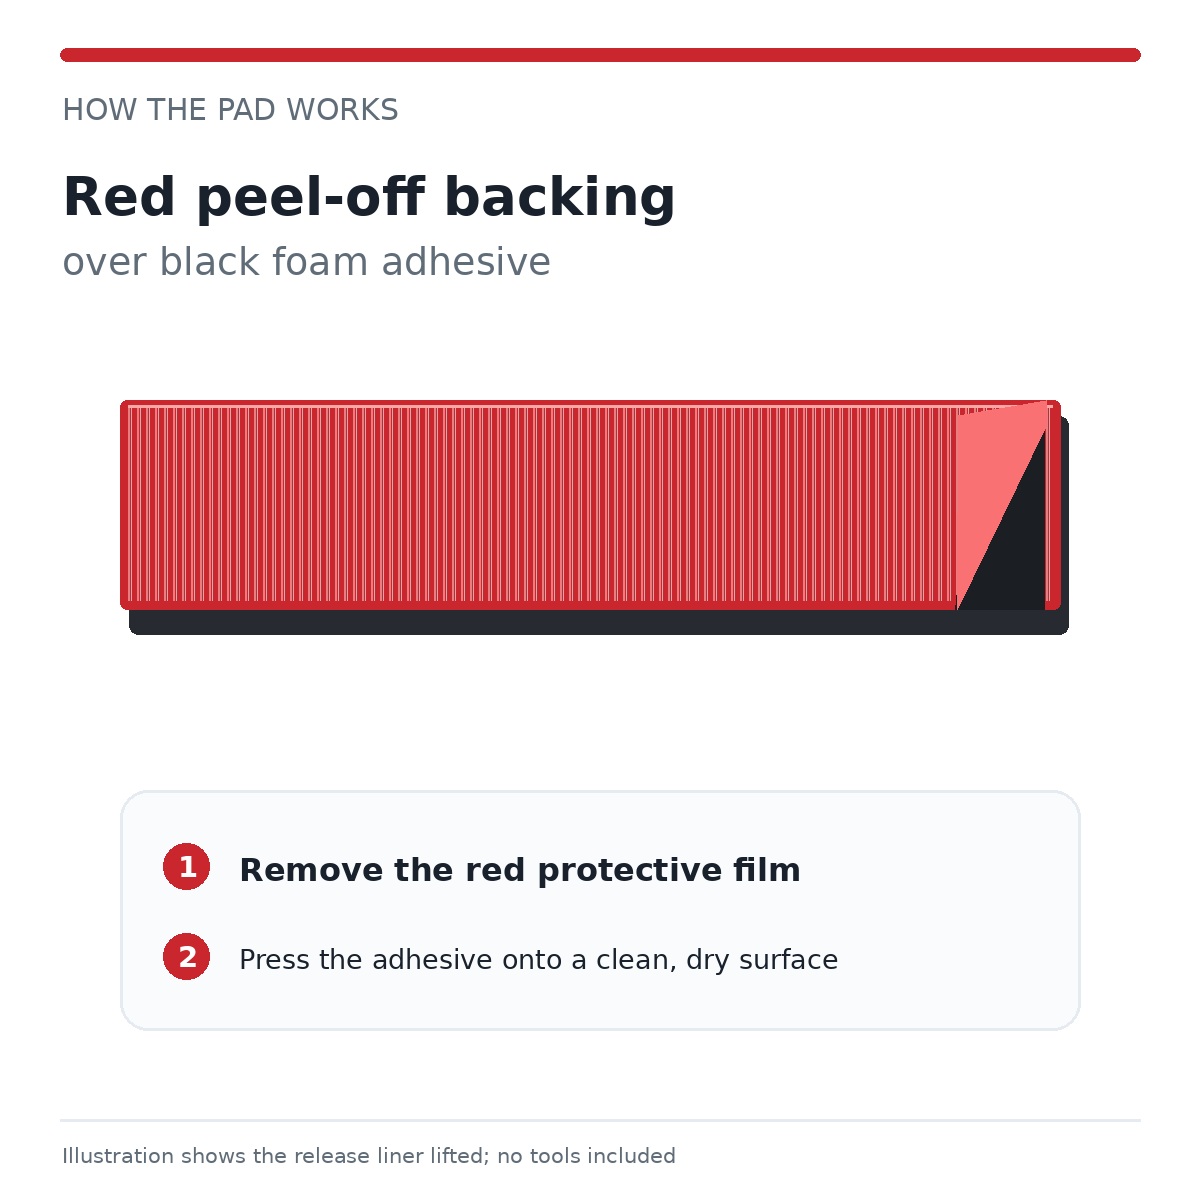 HOW THE PAD WORKS
Red peel-off backing
over black foam adhesive
1 Remove the red protective film
2 Press the adhesive onto a clean, dry surface
Illustration shows the release liner lifted; no tools included